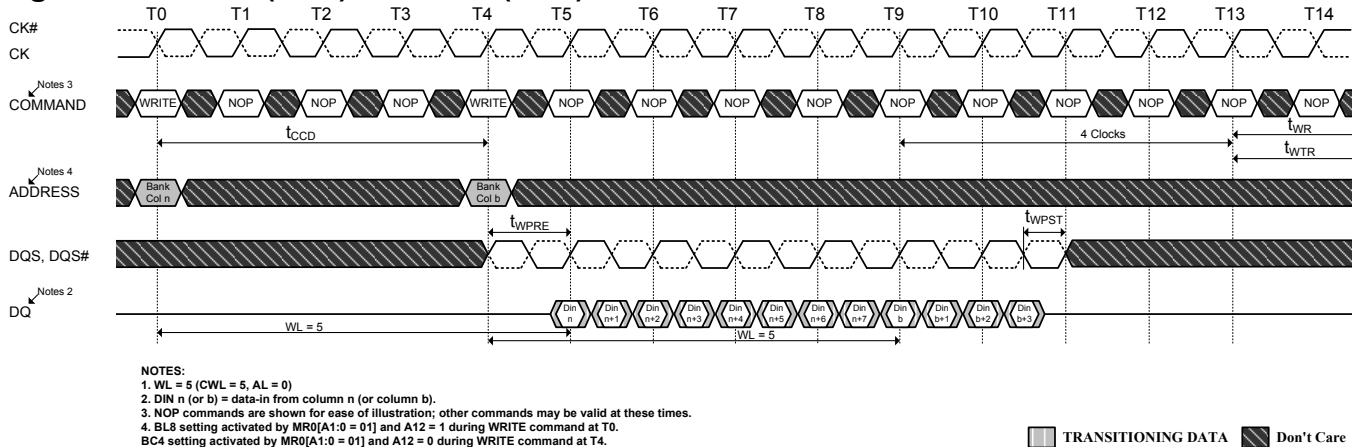 T0 T1 T2 T3 T4 T5 T6 T7 T8 T9 T10 T11 T12 T13 T14
CK#
CK
Notes 3
COMMAND
WRITE NOP NOP NOP WRITE NOP NOP NOP NOP NOP NOP NOP NOP NOP NOP
tCCD
4 Clocks
tWR
tWTR
Notes 4
ADDRESS
Bank
Col n
Bank
Col b
tWPRE
tWPST
DQS, DQS#
Notes 2
DQ
Din
n
Din
n+1
Din
n+2
Din
n+3
Din
n+4
Din
n+5
Din
n+6
Din
n+7
Din
b
Din
b+1
Din
b+2
Din
b+3
WL = 5
WL = 5
NOTES:
1. WL = 5 (CWL = 5, AL = 0)
2. DIN n (or b) = data-in from column n (or column b).
3. NOP commands are shown for ease of illustration; other commands may be valid at these times.
4. BL8 setting activated by MR0[A1:0 = 01] and A12 = 1 during WRITE command at T0.
BC4 setting activated by MR0[A1:0 = 01] and A12 = 0 during WRITE command at T4.
TRANSITIONING DATA
Don't Care